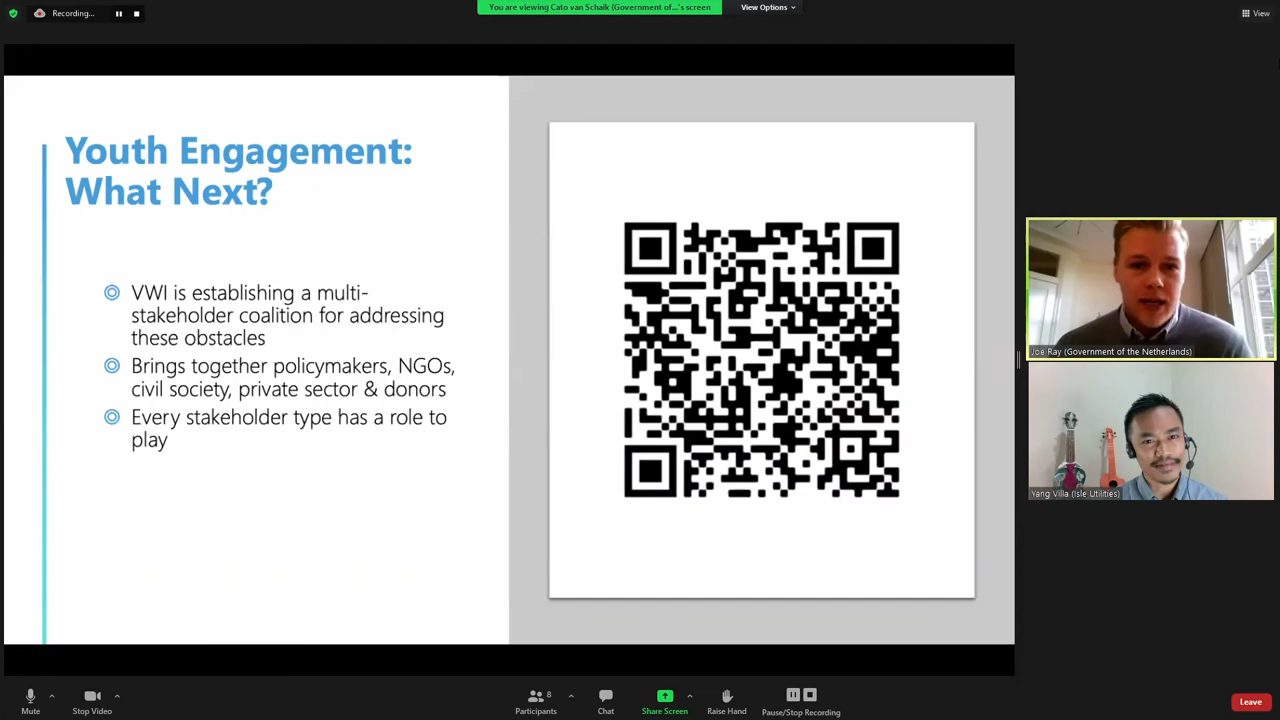 Recording...
You are viewing Cato van Schaik (Government of...'s screen
View Options
View
Youth Engagement:
What Next?
VWI is establishing a multi-
stakeholder coalition for addressing
these obstacles
Brings together policymakers, NGOs,
civil society, private sector & donors
Every stakeholder type has a role to
play
Joe Ray (Government of the Netherlands)
Yang Villa (Isle Utilities)
Mute
Stop Video
Participants
8
Chat
Share Screen
Raise Hand
Pause/Stop Recording
Leave